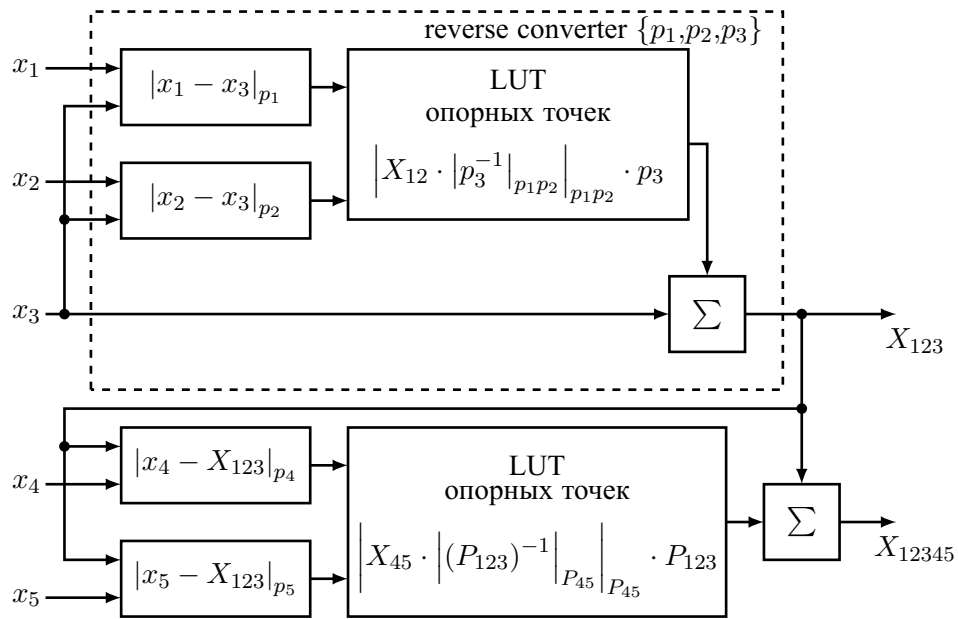 reverse converter {p₁,p₂,p₃}
x₁
|x₁ − x₃|ₚ₁
LUT
опорных точек
|X₁₂ · |p₃⁻¹|ₚ₁ₚ₂|ₚ₁ₚ₂ · p₃
x₂
|x₂ − x₃|ₚ₂
x₃
∑
X₁₂₃
x₄
|x₄ − X₁₂₃|ₚ₄
LUT
опорных точек
|X₄₅ · |(P₁₂₃)⁻¹|_P₄₅|_P₄₅ · P₁₂₃
∑
X₁₂₃₄₅
x₅
|x₅ − X₁₂₃|ₚ₅